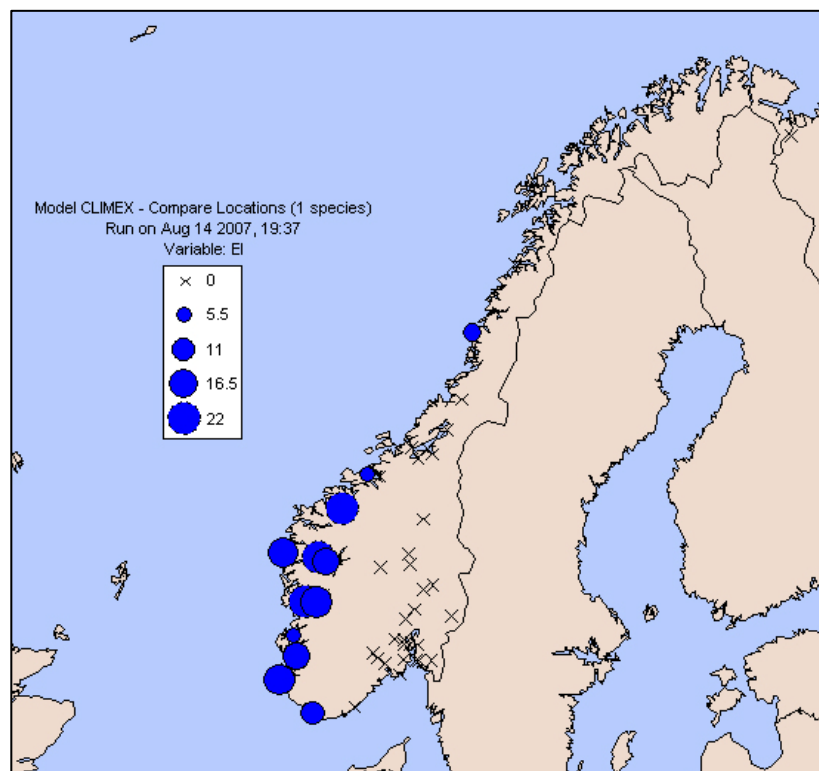 Model CLIMEX - Compare Locations (1 species)
Run on Aug 14 2007, 19:37
Variable: EI
0
5.5
11
16.5
22